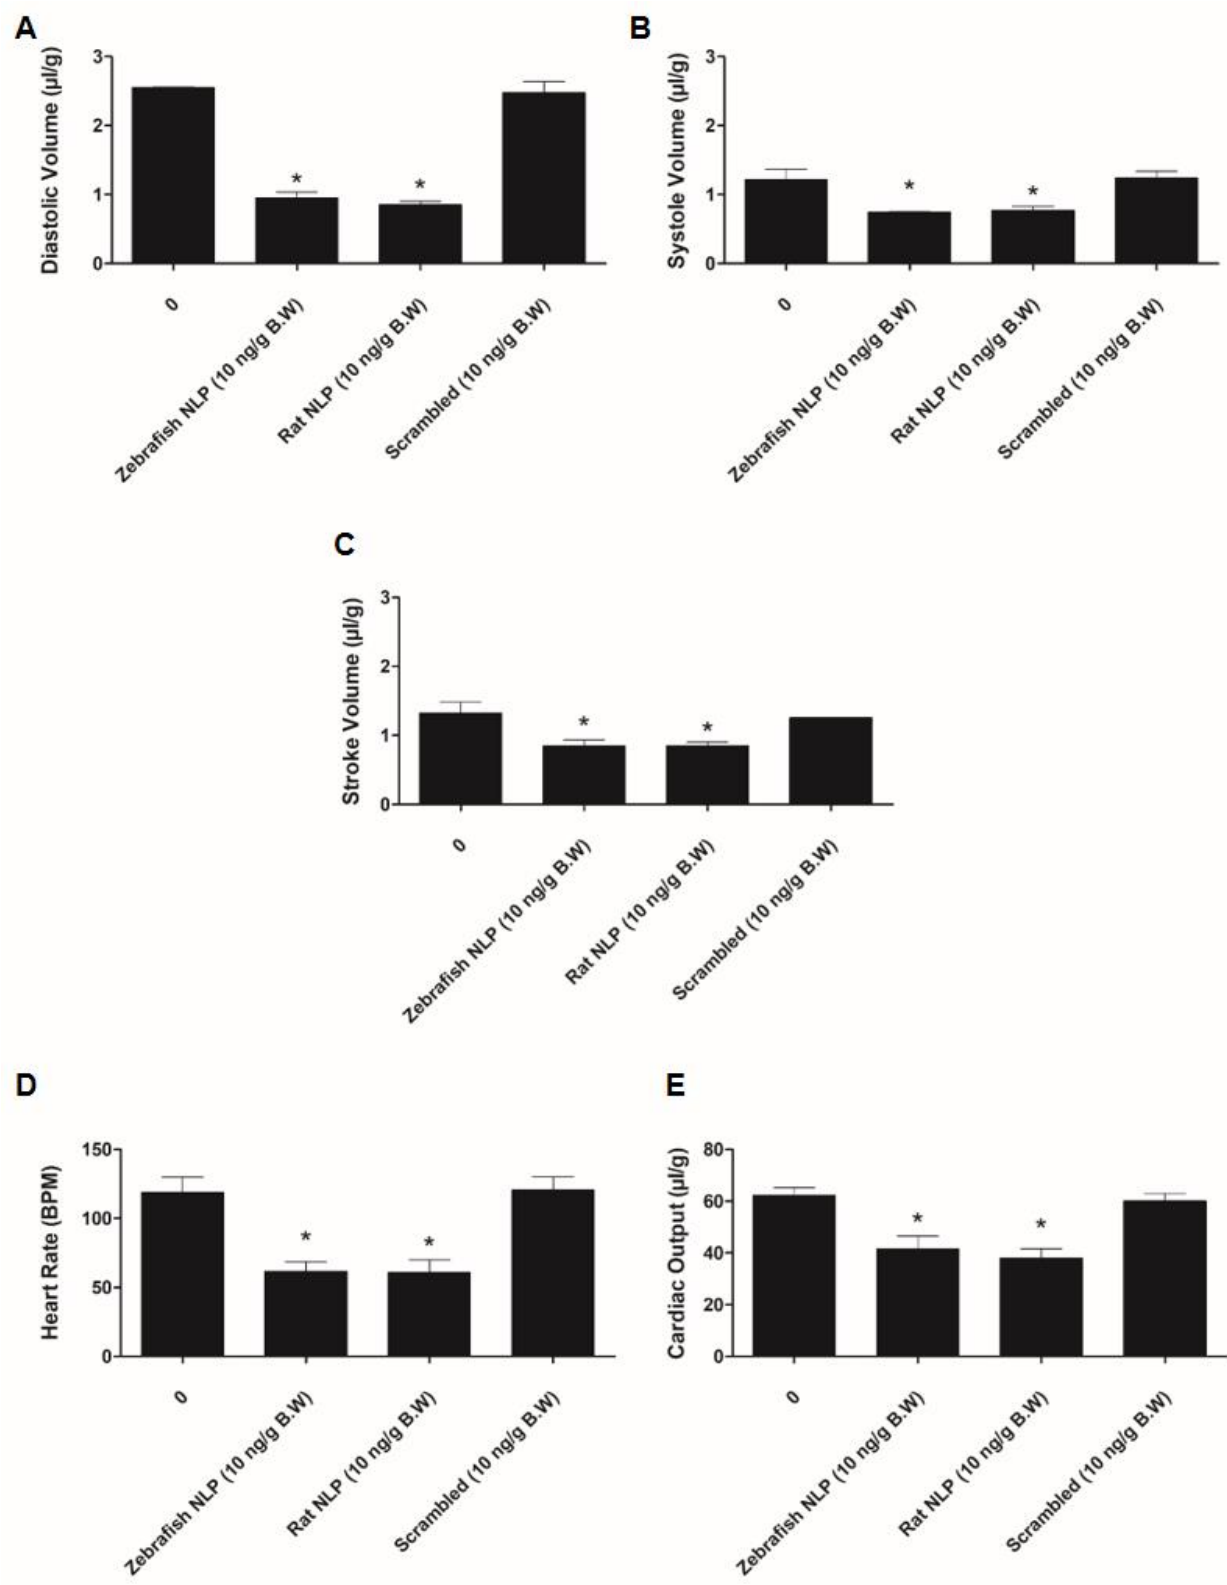 A
Diastolic Volume (µl/g)
3
2
1
0
*
*
0
Zebrafish NLP (10 ng/g B.W)
Rat NLP (10 ng/g B.W)
Scrambled (10 ng/g B.W)
B
Systole Volume (µl/g)
3
2
1
0
*
*
0
Zebrafish NLP (10 ng/g B.W)
Rat NLP (10 ng/g B.W)
Scrambled (10 ng/g B.W)
C
Stroke Volume (µl/g)
3
2
1
0
*
*
0
Zebrafish NLP (10 ng/g B.W)
Rat NLP (10 ng/g B.W)
Scrambled (10 ng/g B.W)
D
Heart Rate (BPM)
150
100
50
0
*
*
0
Zebrafish NLP (10 ng/g B.W)
Rat NLP (10 ng/g B.W)
Scrambled (10 ng/g B.W)
E
Cardiac Output (µl/g)
80
60
40
20
0
*
*
0
Zebrafish NLP (10 ng/g B.W)
Rat NLP (10 ng/g B.W)
Scrambled (10 ng/g B.W)